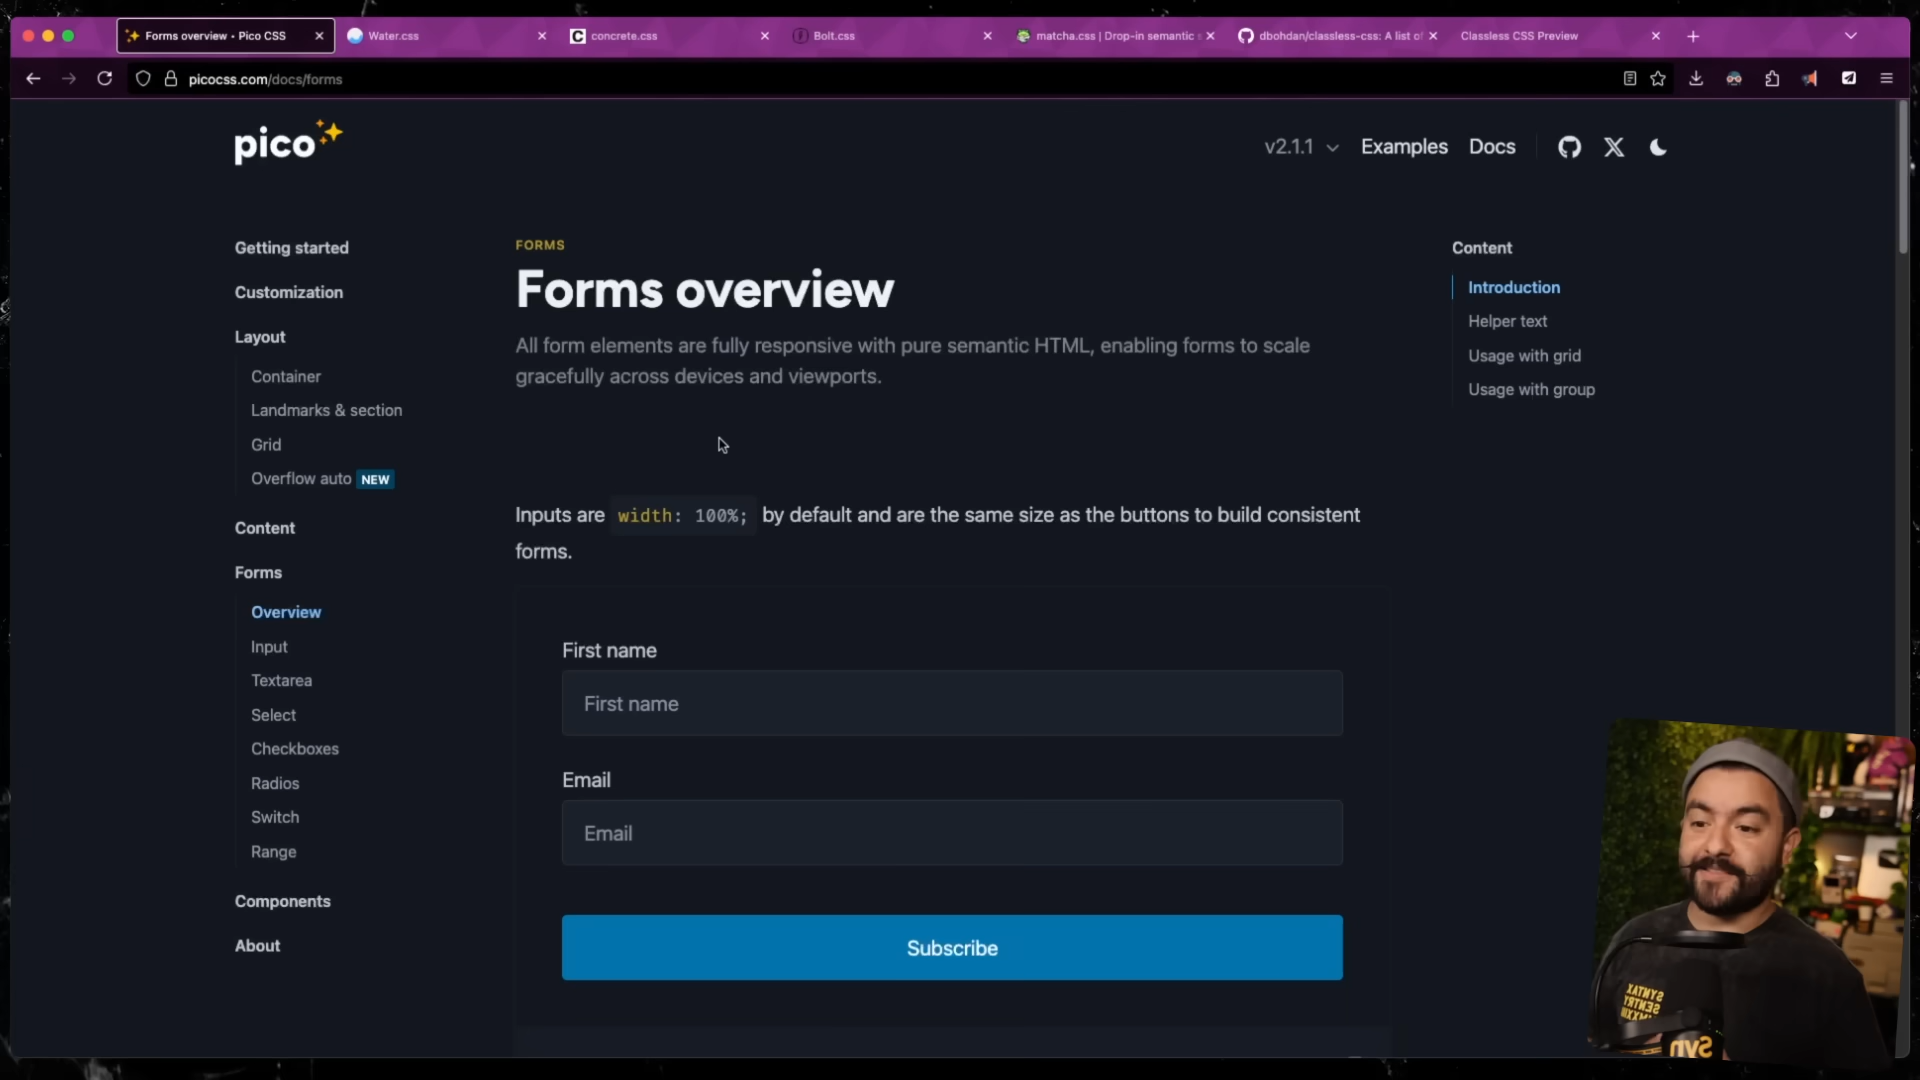 Forms overview • Pico CSS
Water.css
concrete.css
Bolt.css
matcha.css | Drop-in semantic s
dbohdan/classless-css: A list of
Classless CSS Preview
picocss.com/docs/forms
pico
v2.1.1
Examples
Docs
Getting started
Customization
Layout
Container
Landmarks & section
Grid
Overflow auto NEW
Content
Forms
Overview
Input
Textarea
Select
Checkboxes
Radios
Switch
Range
Components
About
FORMS
Forms overview
All form elements are fully responsive with pure semantic HTML, enabling forms to scale
gracefully across devices and viewports.
Inputs are width: 100%; by default and are the same size as the buttons to build consistent
forms.
First name
First name
Email
Email
Subscribe
Content
Introduction
Helper text
Usage with grid
Usage with group
SYNTAX
SENTRY